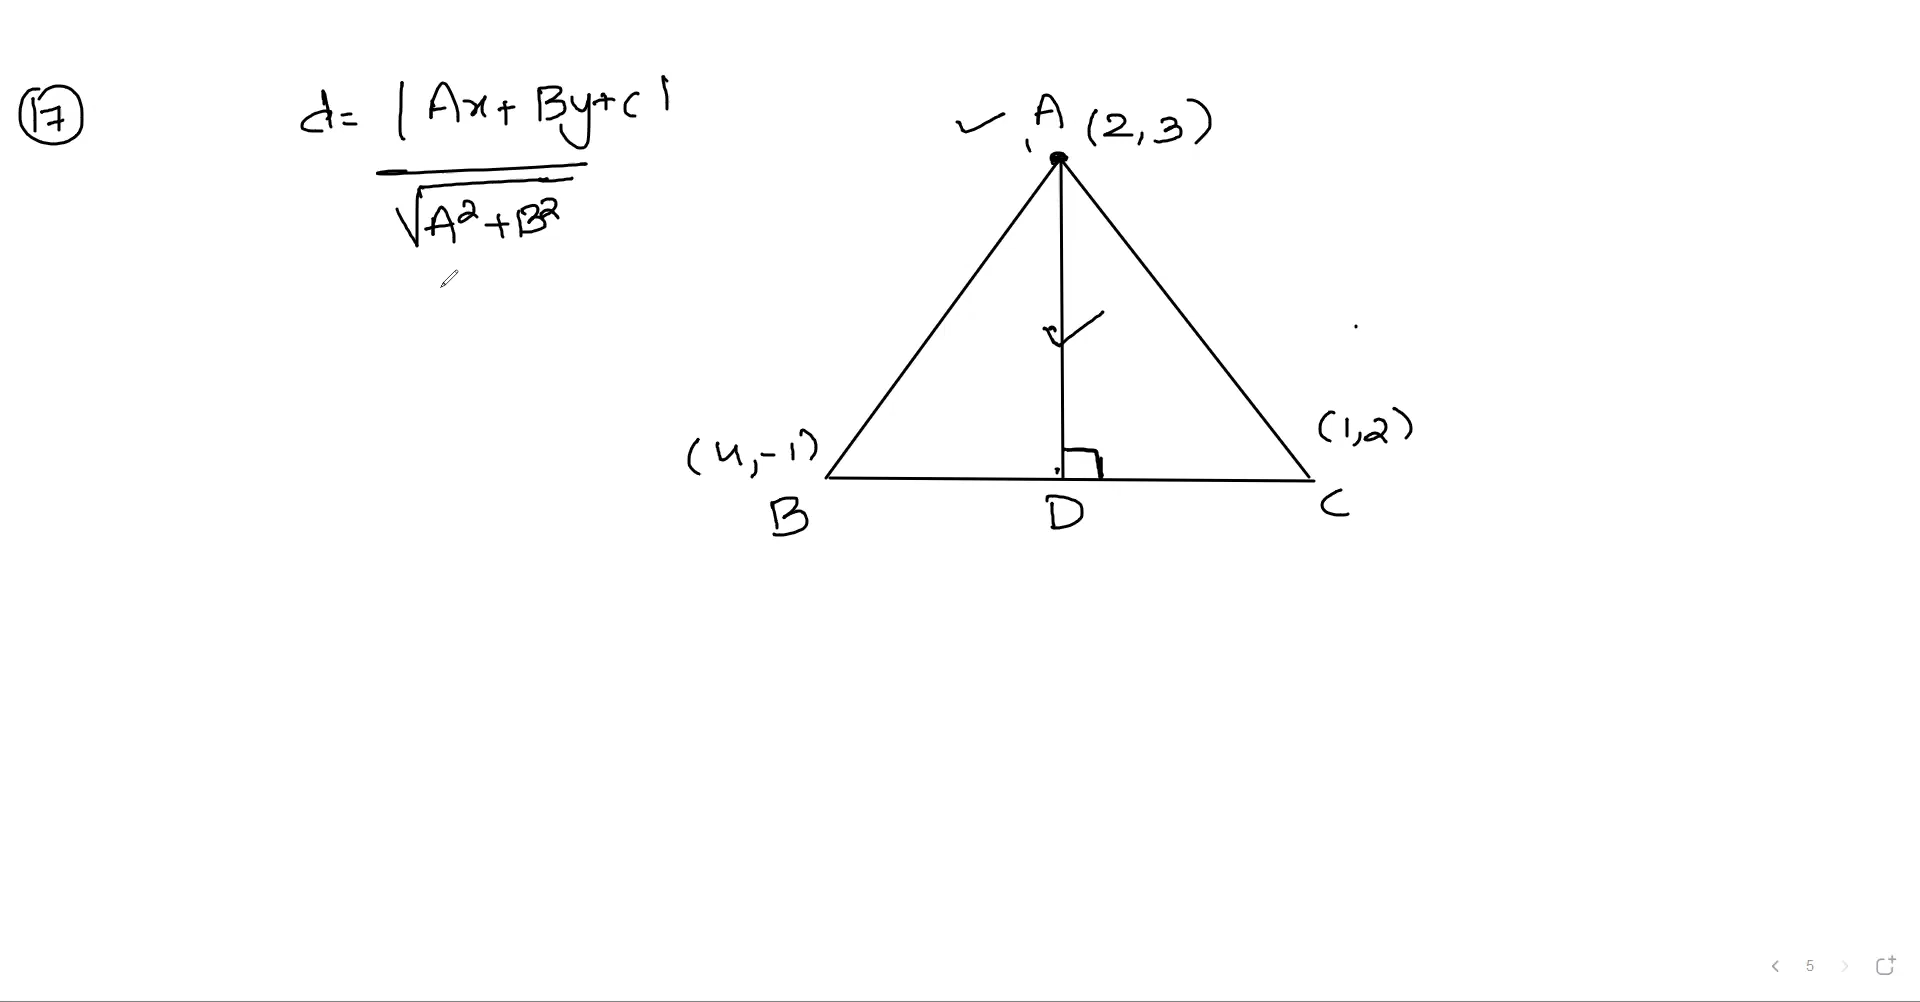 17
d = | Ax + By + C |
√A² + B²
A (2, 3)
(4, -1)
(1, 2)
B
D
C
5